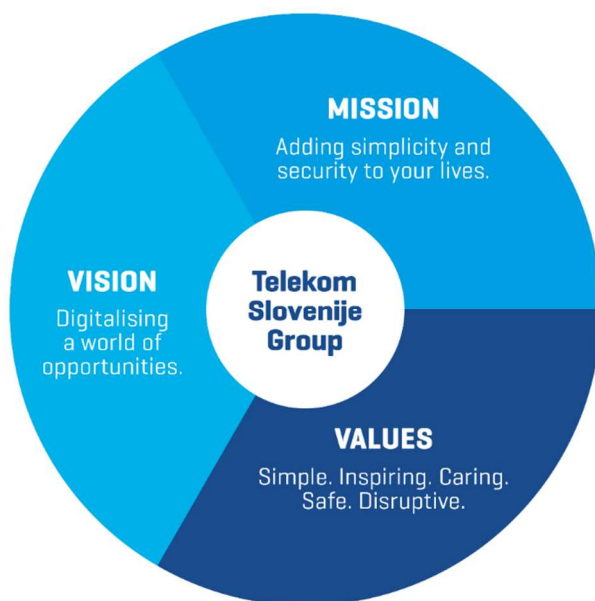 MISSION
Adding simplicity and
security to your lives.
VISION
Digitalising
a world of
opportunities.
Telekom
Slovenije
Group
VALUES
Simple. Inspiring. Caring.
Safe. Disruptive.